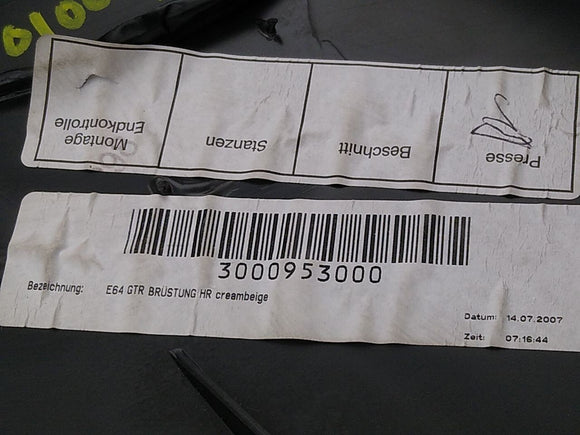 0100
Montage
Endkontrolle
Stanzen
Beschnitt
Presse
3000953000
Bezeichnung: E64 GTR BRÜSTUNG HR creambeige
Datum: 14.07.2007
Zeit: 07:16:44